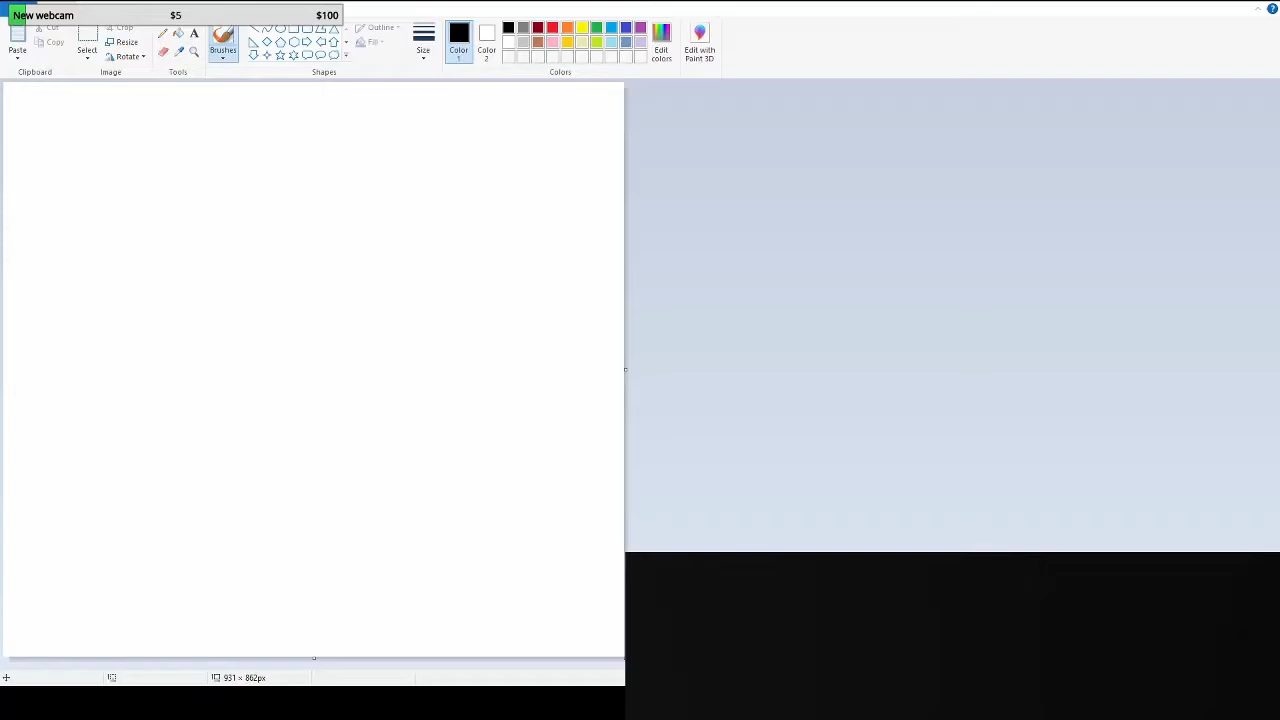 New webcam $5 $100
Cut Crop Outline
Copy Resize Fill
Paste Select Rotate Brushes Size Color 1 Color 2 Edit colors Edit with Paint 3D
Clipboard Image Tools Shapes Colors
931 × 862px